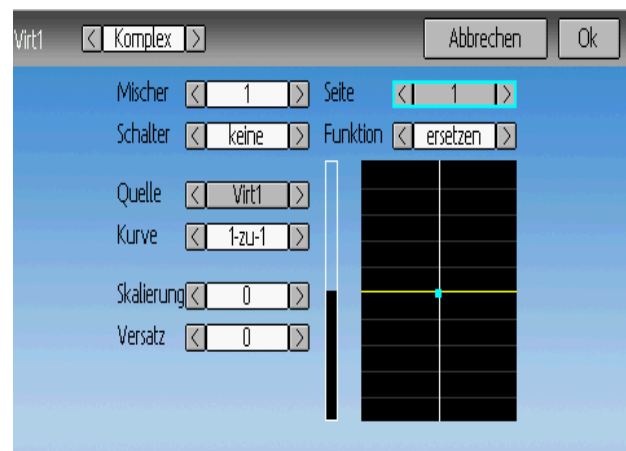 Virt1 < Komplex > Abbrechen Ok
Mischer < 1 > Seite < 1 >
Schalter < keine > Funktion < ersetzen >
Quelle < Virt1 >
Kurve < 1-zu-1 >
Skalierung < 0 >
Versatz < 0 >